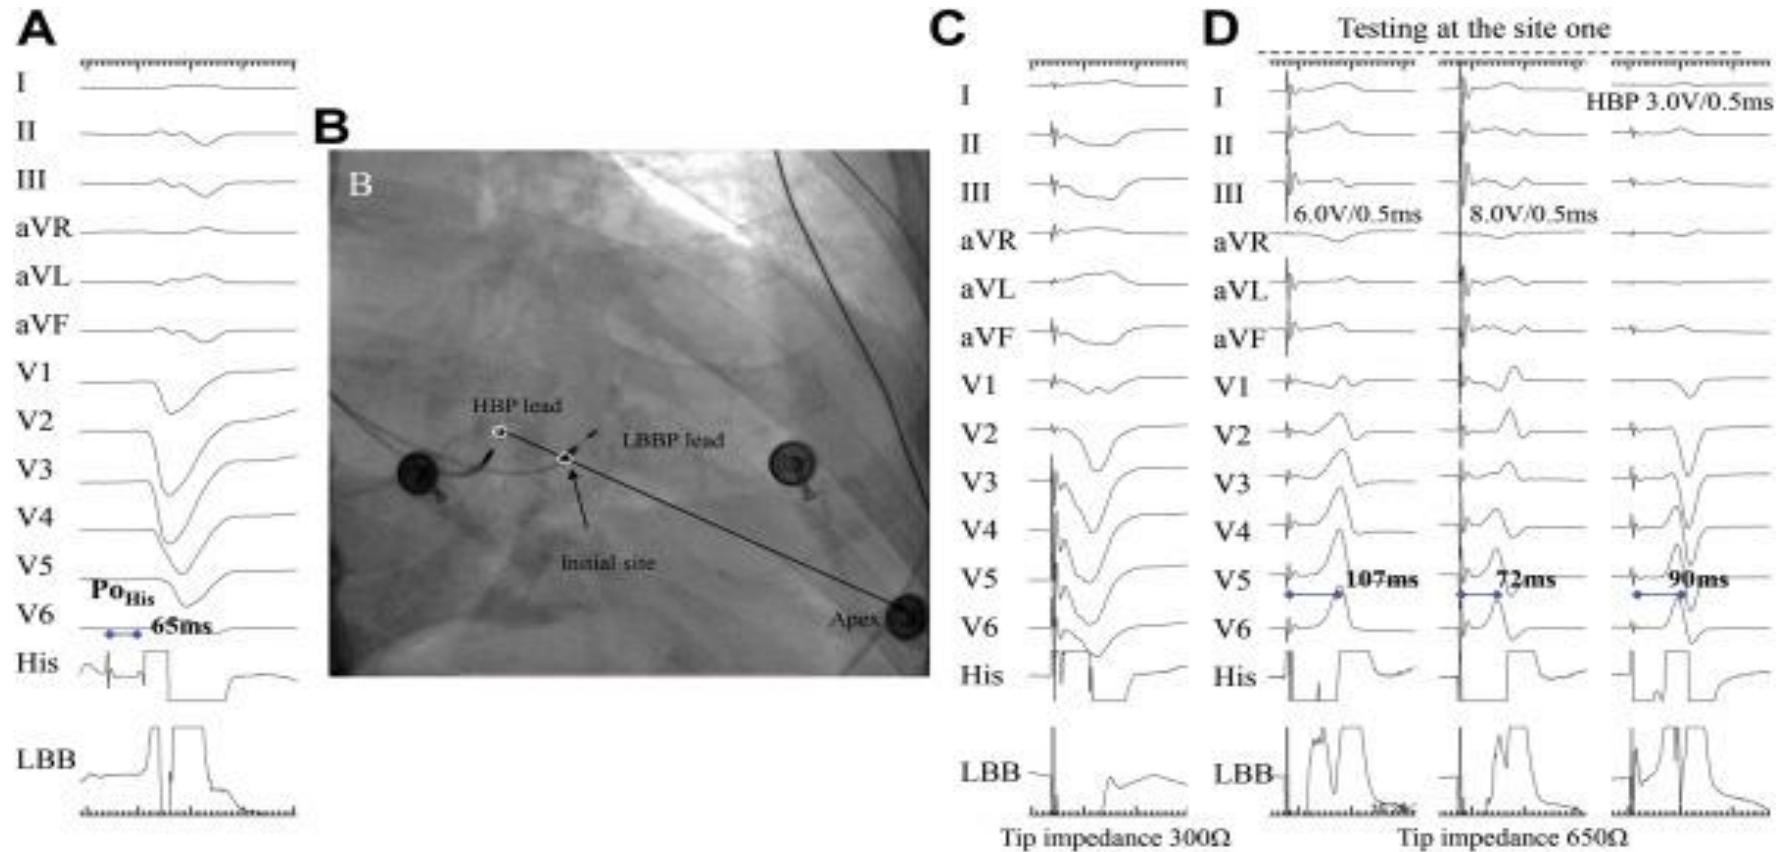 A
I
II
III
aVR
aVL
aVF
V1
V2
V3
V4
V5
PoHis
V6
65ms
His
LBB
B
B
HBP lead
LBBP lead
Initial site
Apex
C
I
II
III
aVR
aVL
aVF
V1
V2
V3
V4
V5
V6
His
LBB
Tip impedance 300Ω
D
Testing at the site one
I
HBP 3.0V/0.5ms
II
III
6.0V/0.5ms
8.0V/0.5ms
aVR
aVL
aVF
V1
V2
V3
V4
V5
107ms
72ms
90ms
V6
His
LBB
Tip impedance 650Ω